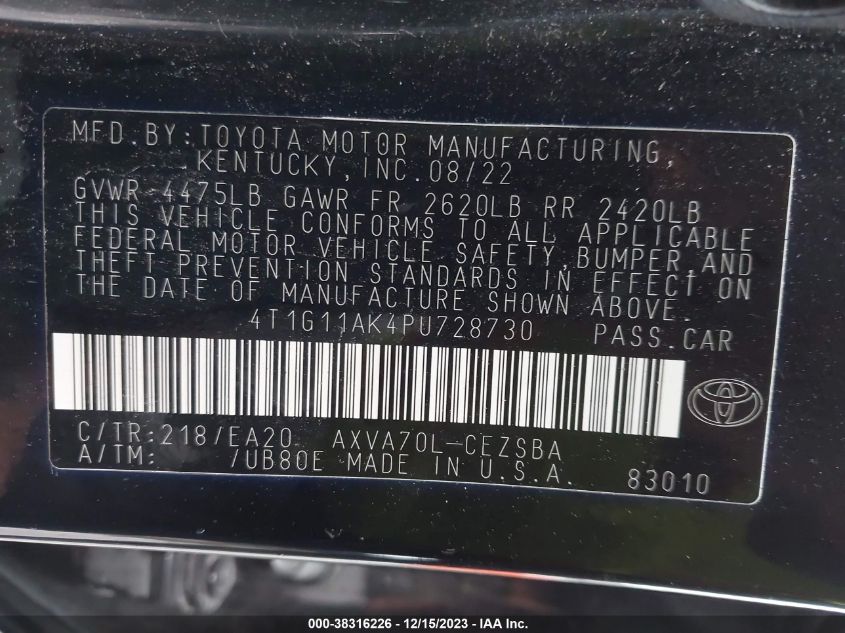 MFD.BY:TOYOTA MOTOR MANUFACTURING,
KENTUCKY,INC.08/22
GVWR 4475LB GAWR FR 2620LB RR 2420LB
THIS VEHICLE CONFORMS TO ALL APPLICABLE
FEDERAL MOTOR VEHICLE SAFETY,BUMPER,AND
THEFT PREVENTION STANDARDS IN EFFECT ON
THE DATE OF MANUFACTURE SHOWN ABOVE.
4T1G11AK4PU728730 PASS.CAR
C/TR:218/EA20 AXVA70L-CEZSBA
A/TM: /UB80E MADE IN U.S.A. 83010
000-38316226 - 12/15/2023 - IAA Inc.